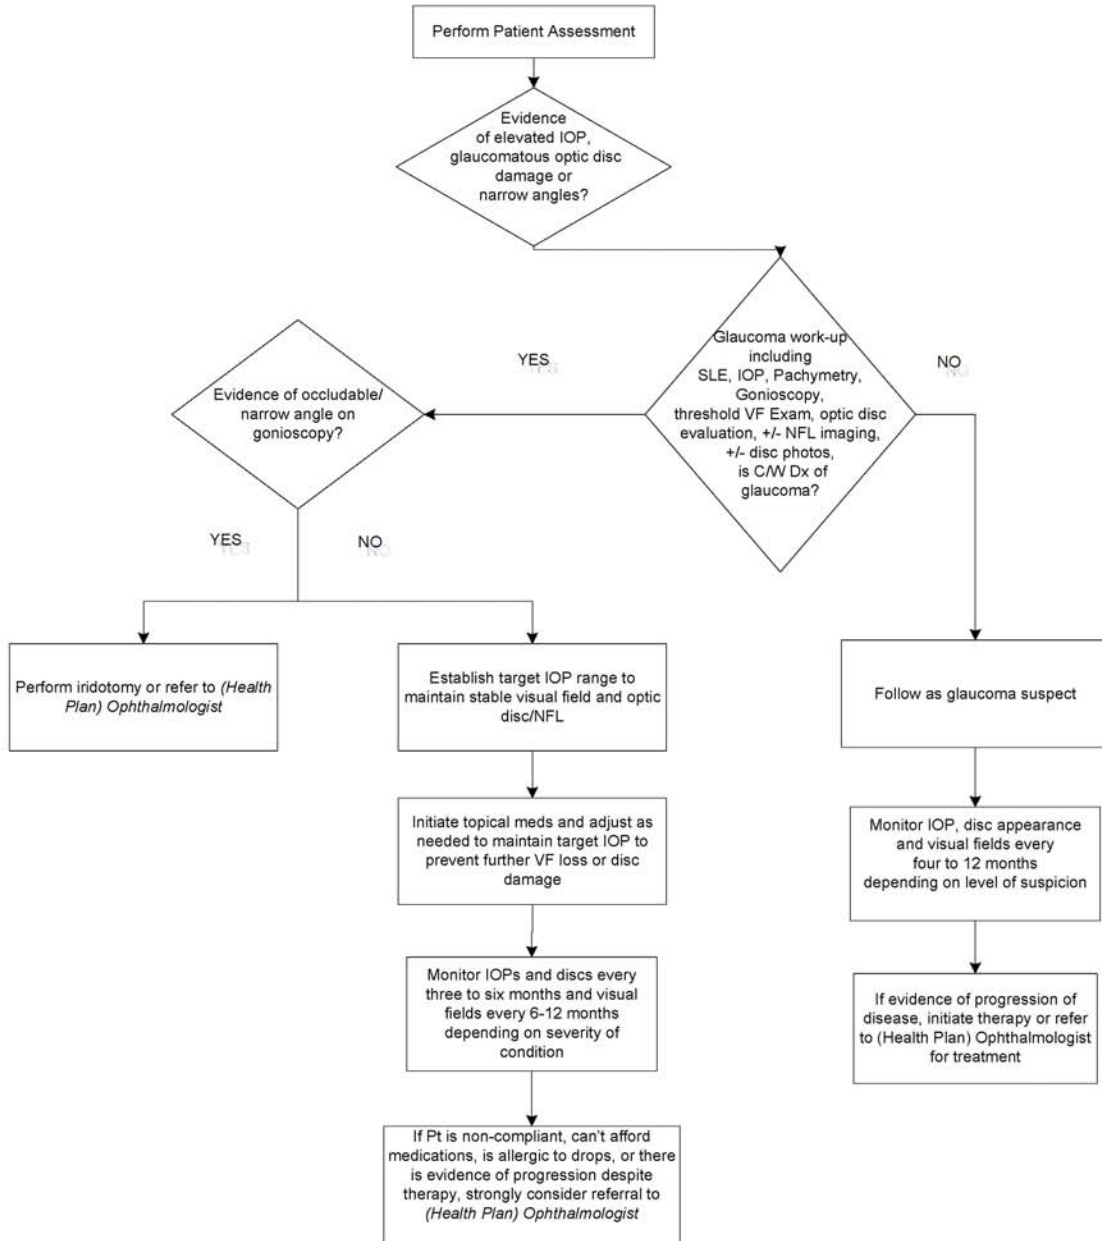 Perform Patient Assessment
Evidence
of elevated IOP,
glaucomatous optic disc
damage or
narrow angles?
Glaucoma work-up
including
SLE, IOP, Pachymetry,
Gonioscopy,
threshold VF Exam, optic disc
evaluation, +/- NFL imaging,
+/- disc photos,
is C/W Dx of
glaucoma?
YES
NO
Evidence of occludable/
narrow angle on
gonioscopy?
YES
NO
Perform iridotomy or refer to (Health
Plan) Ophthalmologist
Establish target IOP range to
maintain stable visual field and optic
disc/NFL
Initiate topical meds and adjust as
needed to maintain target IOP to
prevent further VF loss or disc
damage
Monitor IOPs and discs every
three to six months and visual
fields every 6-12 months
depending on severity of
condition
If Pt is non-compliant, can't afford
medications, is allergic to drops, or there
is evidence of progression despite
therapy, strongly consider referral to
(Health Plan) Ophthalmologist
Follow as glaucoma suspect
Monitor IOP, disc appearance
and visual fields every
four to 12 months
depending on level of suspicion
If evidence of progression of
disease, initiate therapy or refer
to (Health Plan) Ophthalmologist
for treatment